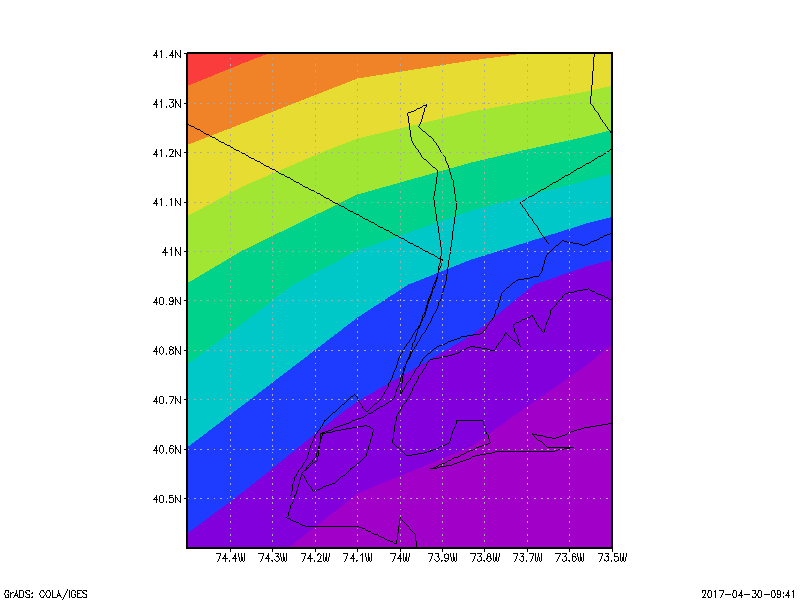 41.4N
41.3N
41.2N
41.1N
41N
40.9N
40.8N
40.7N
40.6N
40.5N
74.4W 74.3W 74.2W 74.1W 74W 73.9W 73.8W 73.7W 73.6W 73.5W
GrADS: COLA/IGES 2017-04-30-09:41